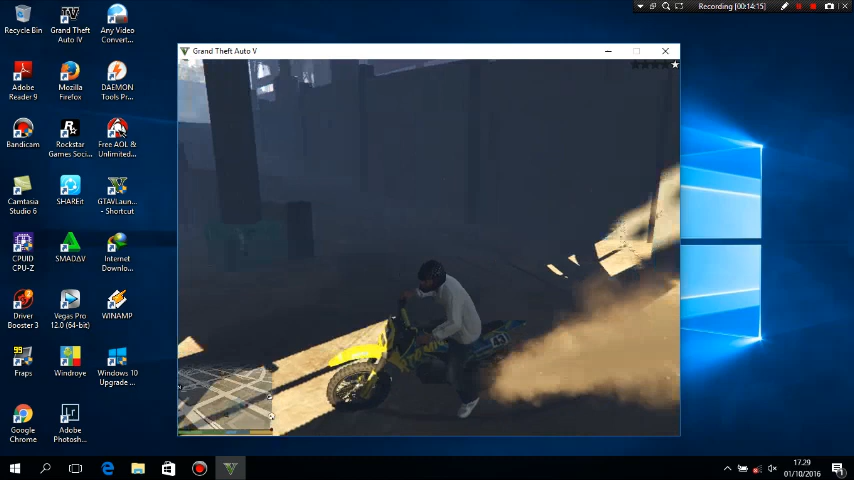 Recording [00:14:15]
Recycle Bin
Grand Theft
Auto IV
Any Video
Convert...
Grand Theft Auto V
Adobe
Reader 9
Mozilla
Firefox
DAEMON
Tools Pr...
Bandicam
Rockstar
Games Soci...
Free AOL &
Unlimited...
Camtasia
Studio 6
SHAREit
GTAVLaun...
- Shortcut
CPUID
CPU-Z
SMADΔV
Internet
Downlo...
Driver
Booster 3
Vegas Pro
12.0 (64-bit)
WINAMP
Fraps
Windroye
Windows 10
Upgrade ...
Google
Chrome
Adobe
Photosh...
17.29
01/10/2016